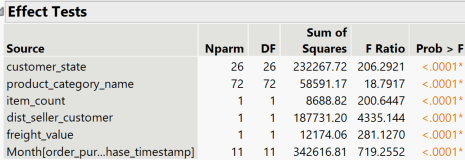 Effect Tests
Sum of
Source Nparm DF Squares F Ratio Prob > F
customer_state 26 26 232267.72 206.2921 <.0001*
product_category_name 72 72 58591.17 18.7917 <.0001*
item_count 1 1 8688.82 200.6447 <.0001*
dist_seller_customer 1 1 187731.20 4335.144 <.0001*
freight_value 1 1 12174.06 281.1270 <.0001*
Month[order_pur...hase_timestamp] 11 11 342616.81 719.2552 <.0001*